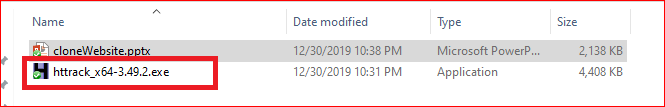 Name Date modified Type Size
cloneWebsite.pptx 12/30/2019 10:38 PM Microsoft PowerP... 2,138 KB
httrack_x64-3.49.2.exe 12/30/2019 10:31 PM Application 4,408 KB